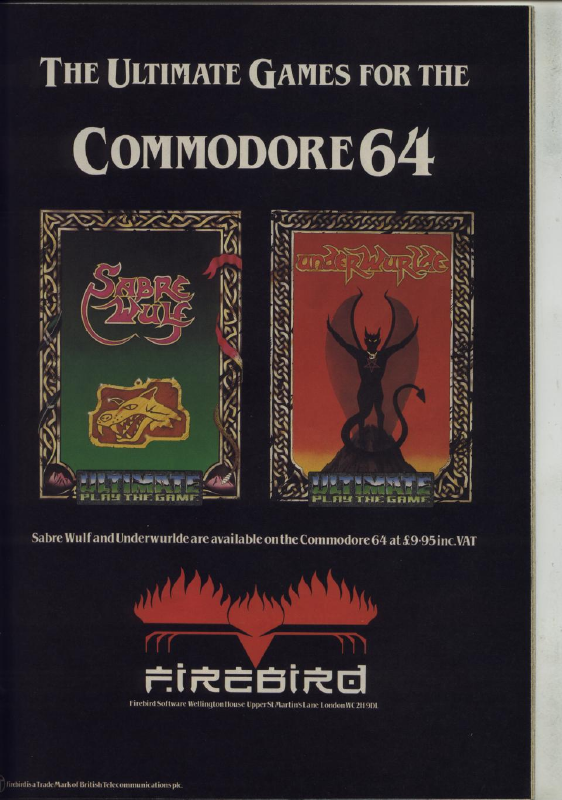 THE ULTIMATE GAMES FOR THE
COMMODORE 64
SABRE
WULF
UNDERWURLDE
ULTIMATE
PLAY THE GAME
ULTIMATE
PLAY THE GAME
Sabre Wulf and Underwurlde are available on the Commodore 64 at £9·95 inc. VAT
FIREBIRD
Firebird Software Wellington House Upper St. Martin's Lane London WC2H 9DL
Firebird is a Trade Mark of British Telecommunications plc.